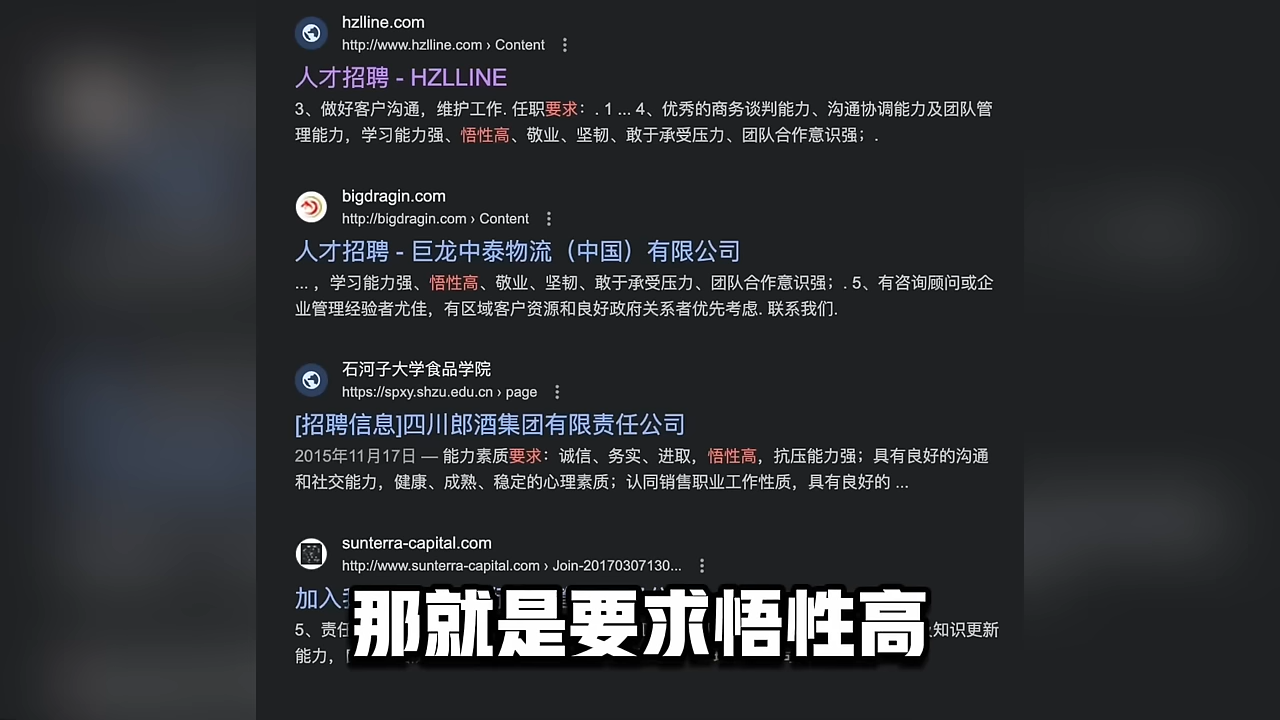 hzlline.com
http://www.hzlline.com › Content
人才招聘 - HZLLINE
3、做好客户沟通，维护工作. 任职要求：. 1 ... 4、优秀的商务谈判能力、沟通协调能力及团队管
理能力，学习能力强、悟性高、敬业、坚韧、敢于承受压力、团队合作意识强；.
bigdragin.com
http://bigdragin.com › Content
人才招聘 - 巨龙中泰物流（中国）有限公司
... ，学习能力强、悟性高、敬业、坚韧、敢于承受压力、团队合作意识强；. 5、有咨询顾问或企
业管理经验者尤佳，有区域客户资源和良好政府关系者优先考虑. 联系我们.
石河子大学食品学院
https://spxy.shzu.edu.cn › page
[招聘信息]四川郎酒集团有限责任公司
2015年11月17日 — 能力素质要求：诚信、务实、进取，悟性高，抗压能力强；具有良好的沟通
和社交能力，健康、成熟、稳定的心理素质；认同销售职业工作性质，具有良好的 ...
sunterra-capital.com
http://www.sunterra-capital.com › Join-20170307130...
加入
5、责任 知识更新
能力，
那就是要求悟性高